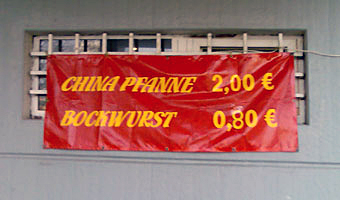 CHINA PFANNE 2,00 €
BOCKWURST 0,80 €